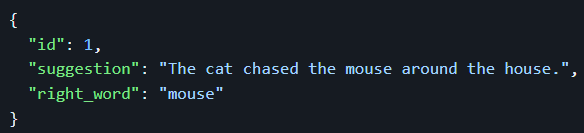 {
"id": 1,
"suggestion": "The cat chased the mouse around the house.",
"right_word": "mouse"
}